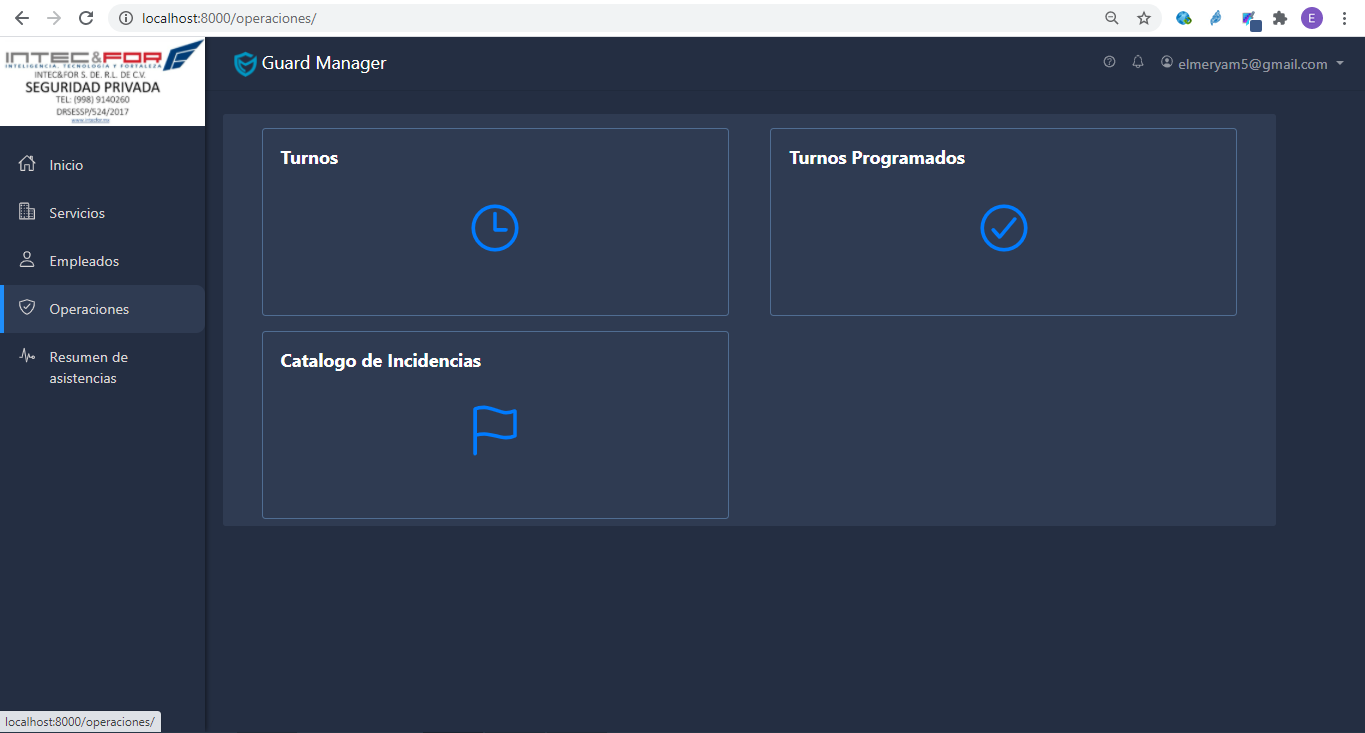 localhost:8000/operaciones/
E
INTEC&FOR
INTELIGENCIA, TECNOLOGIA Y FORTALEZA
INTEC&FOR S. DE. R.L. DE C.V.
SEGURIDAD PRIVADA
TEL: (998) 9140260
DRSESSP/524/2017
Guard Manager
elmeryam5@gmail.com
Inicio
Servicios
Empleados
Operaciones
Resumen de
asistencias
Turnos
Turnos Programados
Catalogo de Incidencias
localhost:8000/operaciones/